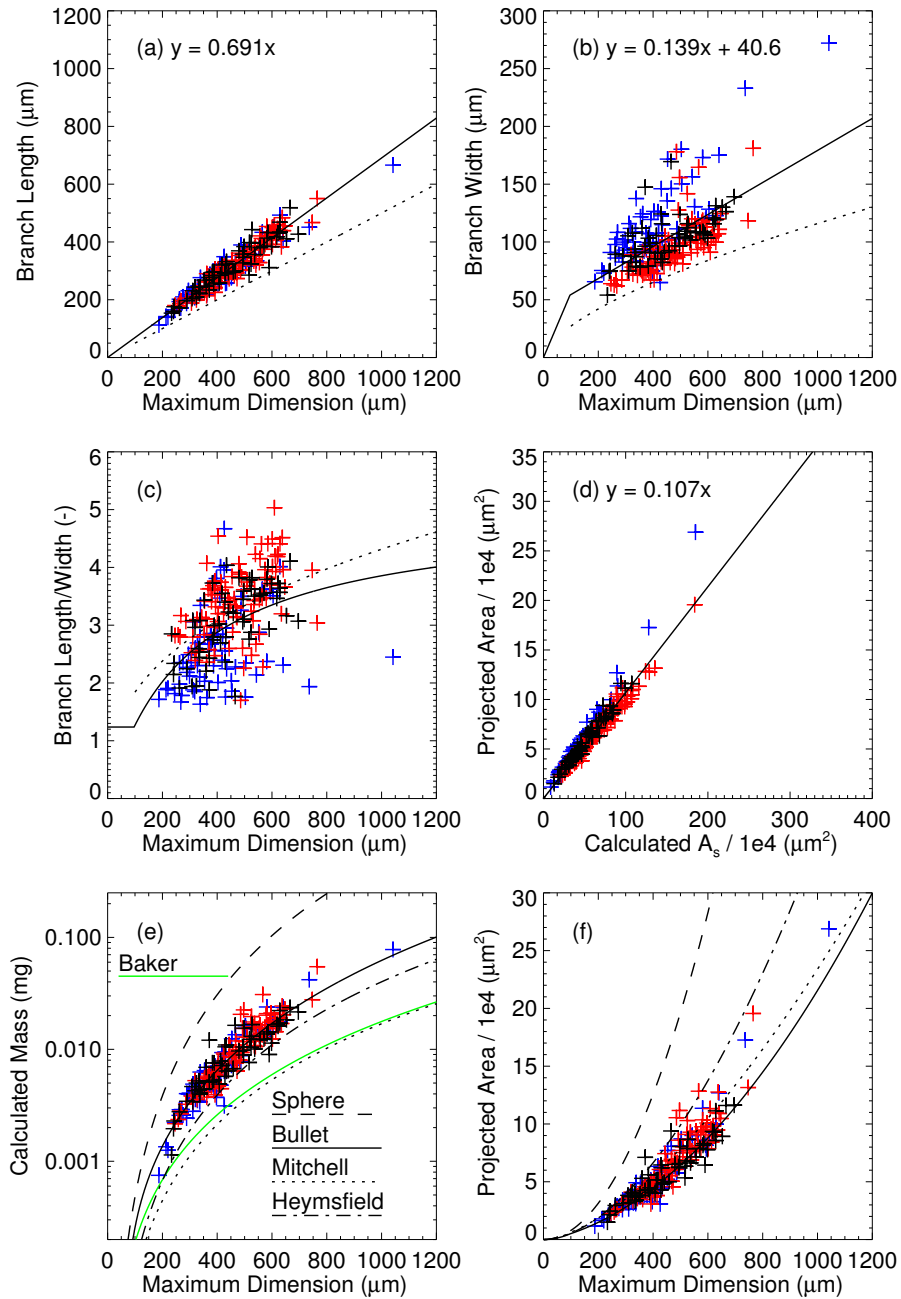 (a) y = 0.691x
Branch Length (μm)
1200
1000
800
600
400
200
0
200 400 600 800 1000 1200
Maximum Dimension (μm)
(b) y = 0.139x + 40.6
Branch Width (μm)
300
250
200
150
100
50
0
0 200 400 600 800 1000 1200
Maximum Dimension (μm)
(c)
Branch Length/Width (-)
6
5
4
3
2
1
0
200 400 600 800 1000 1200
Maximum Dimension (μm)
(d) y = 0.107x
Projected Area / 1e4 (μm²)
35
30
25
20
15
10
5
0
0 100 200 300 400
Calculated Aₛ / 1e4 (μm²)
(e)
Baker
Calculated Mass (mg)
0.100
0.010
0.001
Sphere
Bullet
Mitchell
Heymsfield
200 400 600 800 1000 1200
Maximum Dimension (μm)
(f)
Projected Area / 1e4 (μm²)
30
25
20
15
10
5
0
0 200 400 600 800 1000 1200
Maximum Dimension (μm)